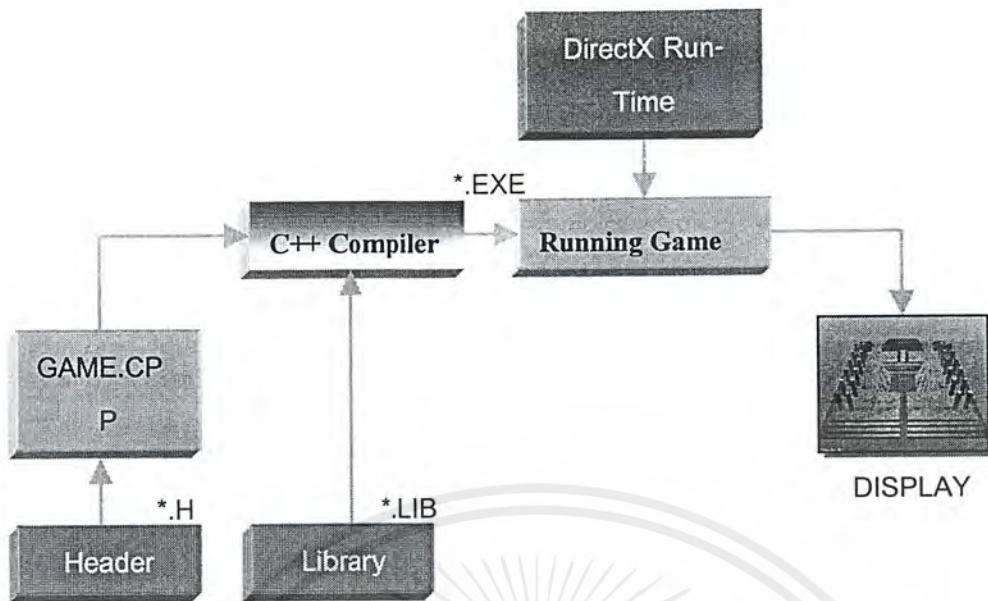 DirectX Run-
Time
*.EXE
C++ Compiler
Running Game
GAME.CP
P
DISPLAY
*.H
*.LIB
Header
Library